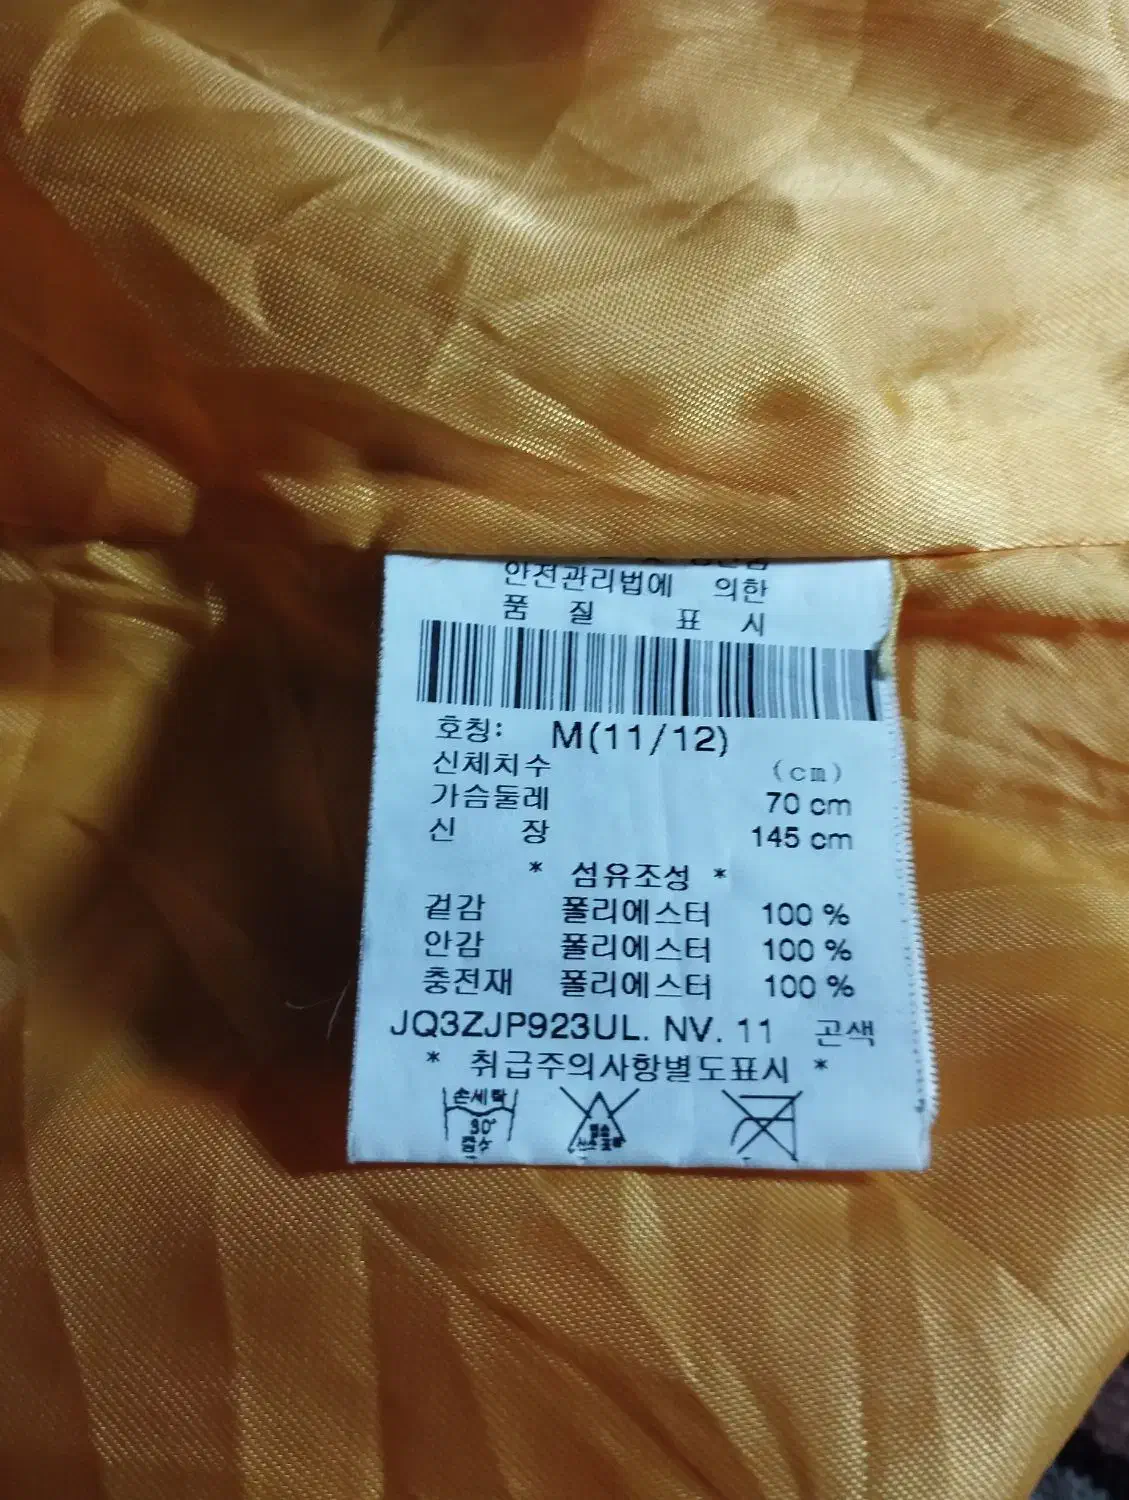 안전관리법에 의한
품 질 표 시
호칭: M(11/12)
신체치수 (cm)
가슴둘레 70 cm
신 장 145 cm
* 섬유조성 *
겉감 폴리에스터 100 %
안감 폴리에스터 100 %
충전재 폴리에스터 100 %
JQ3ZJP923UL. NV. 11 곤색
* 취급주의사항별도표시 *
손세탁
30°